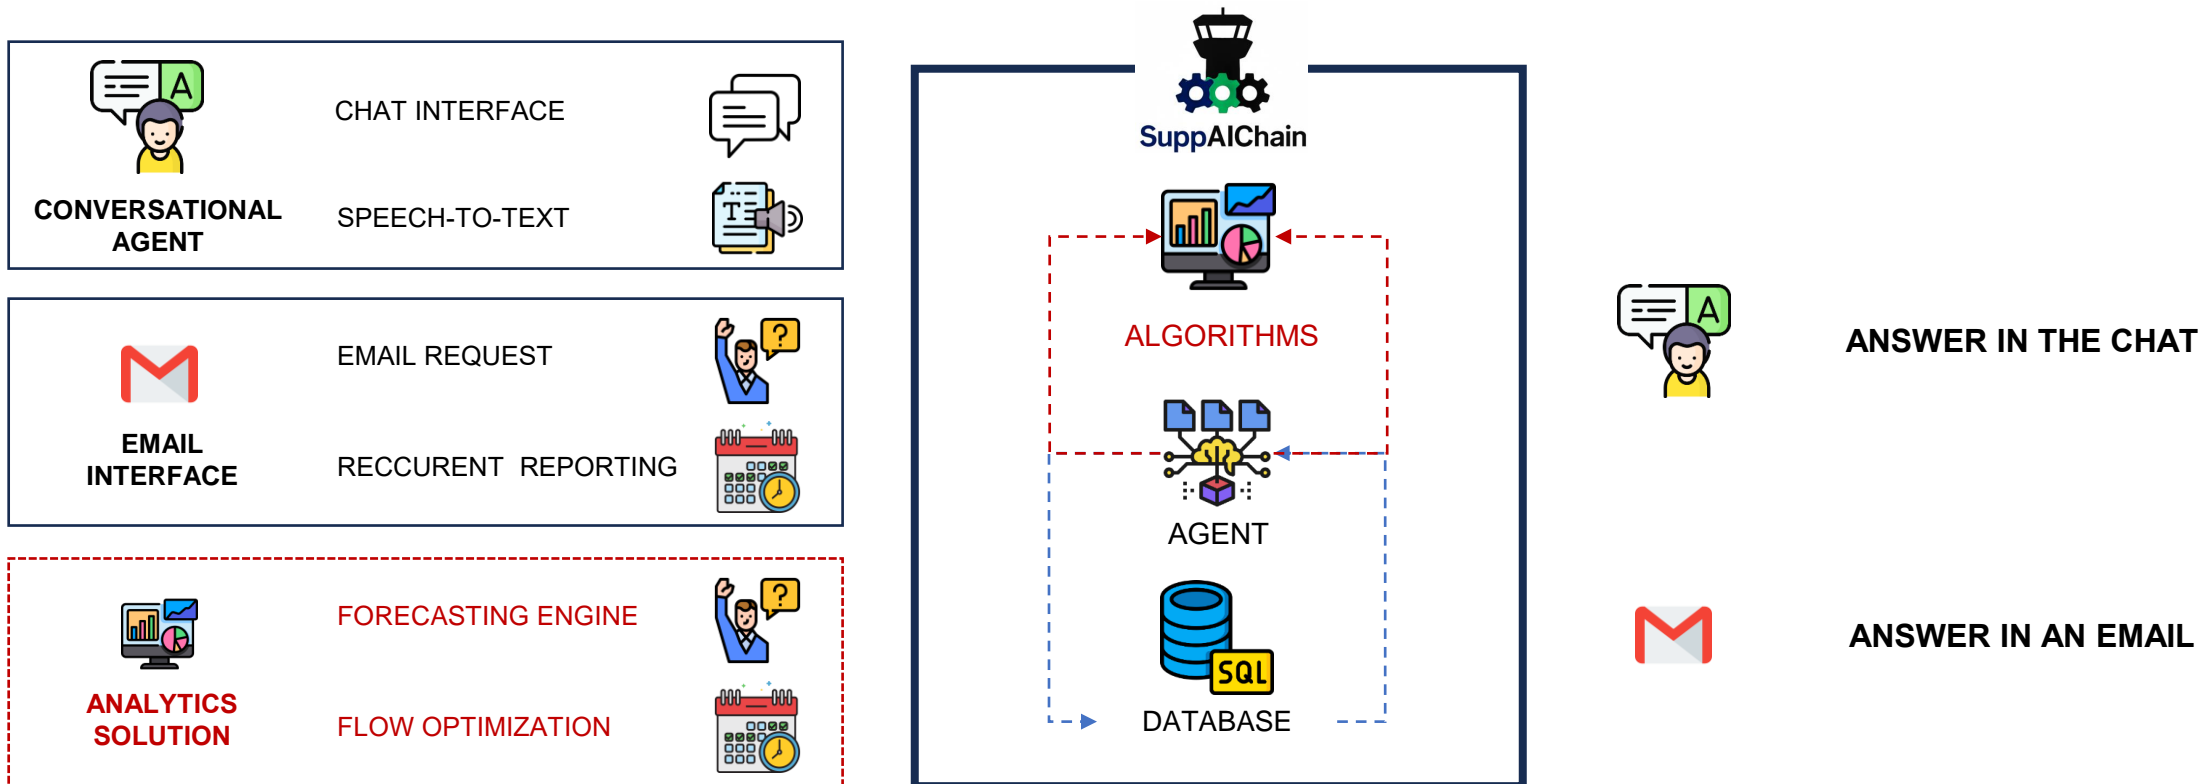 A
CHAT INTERFACE
CONVERSATIONAL
AGENT
T
SPEECH-TO-TEXT
?
EMAIL REQUEST
EMAIL
INTERFACE
RECCURENT  REPORTING
?
FORECASTING ENGINE
ANALYTICS
SOLUTION
FLOW OPTIMIZATION
SuppAIChain
ALGORITHMS
AGENT
SQL
DATABASE
A
ANSWER IN THE CHAT
ANSWER IN AN EMAIL